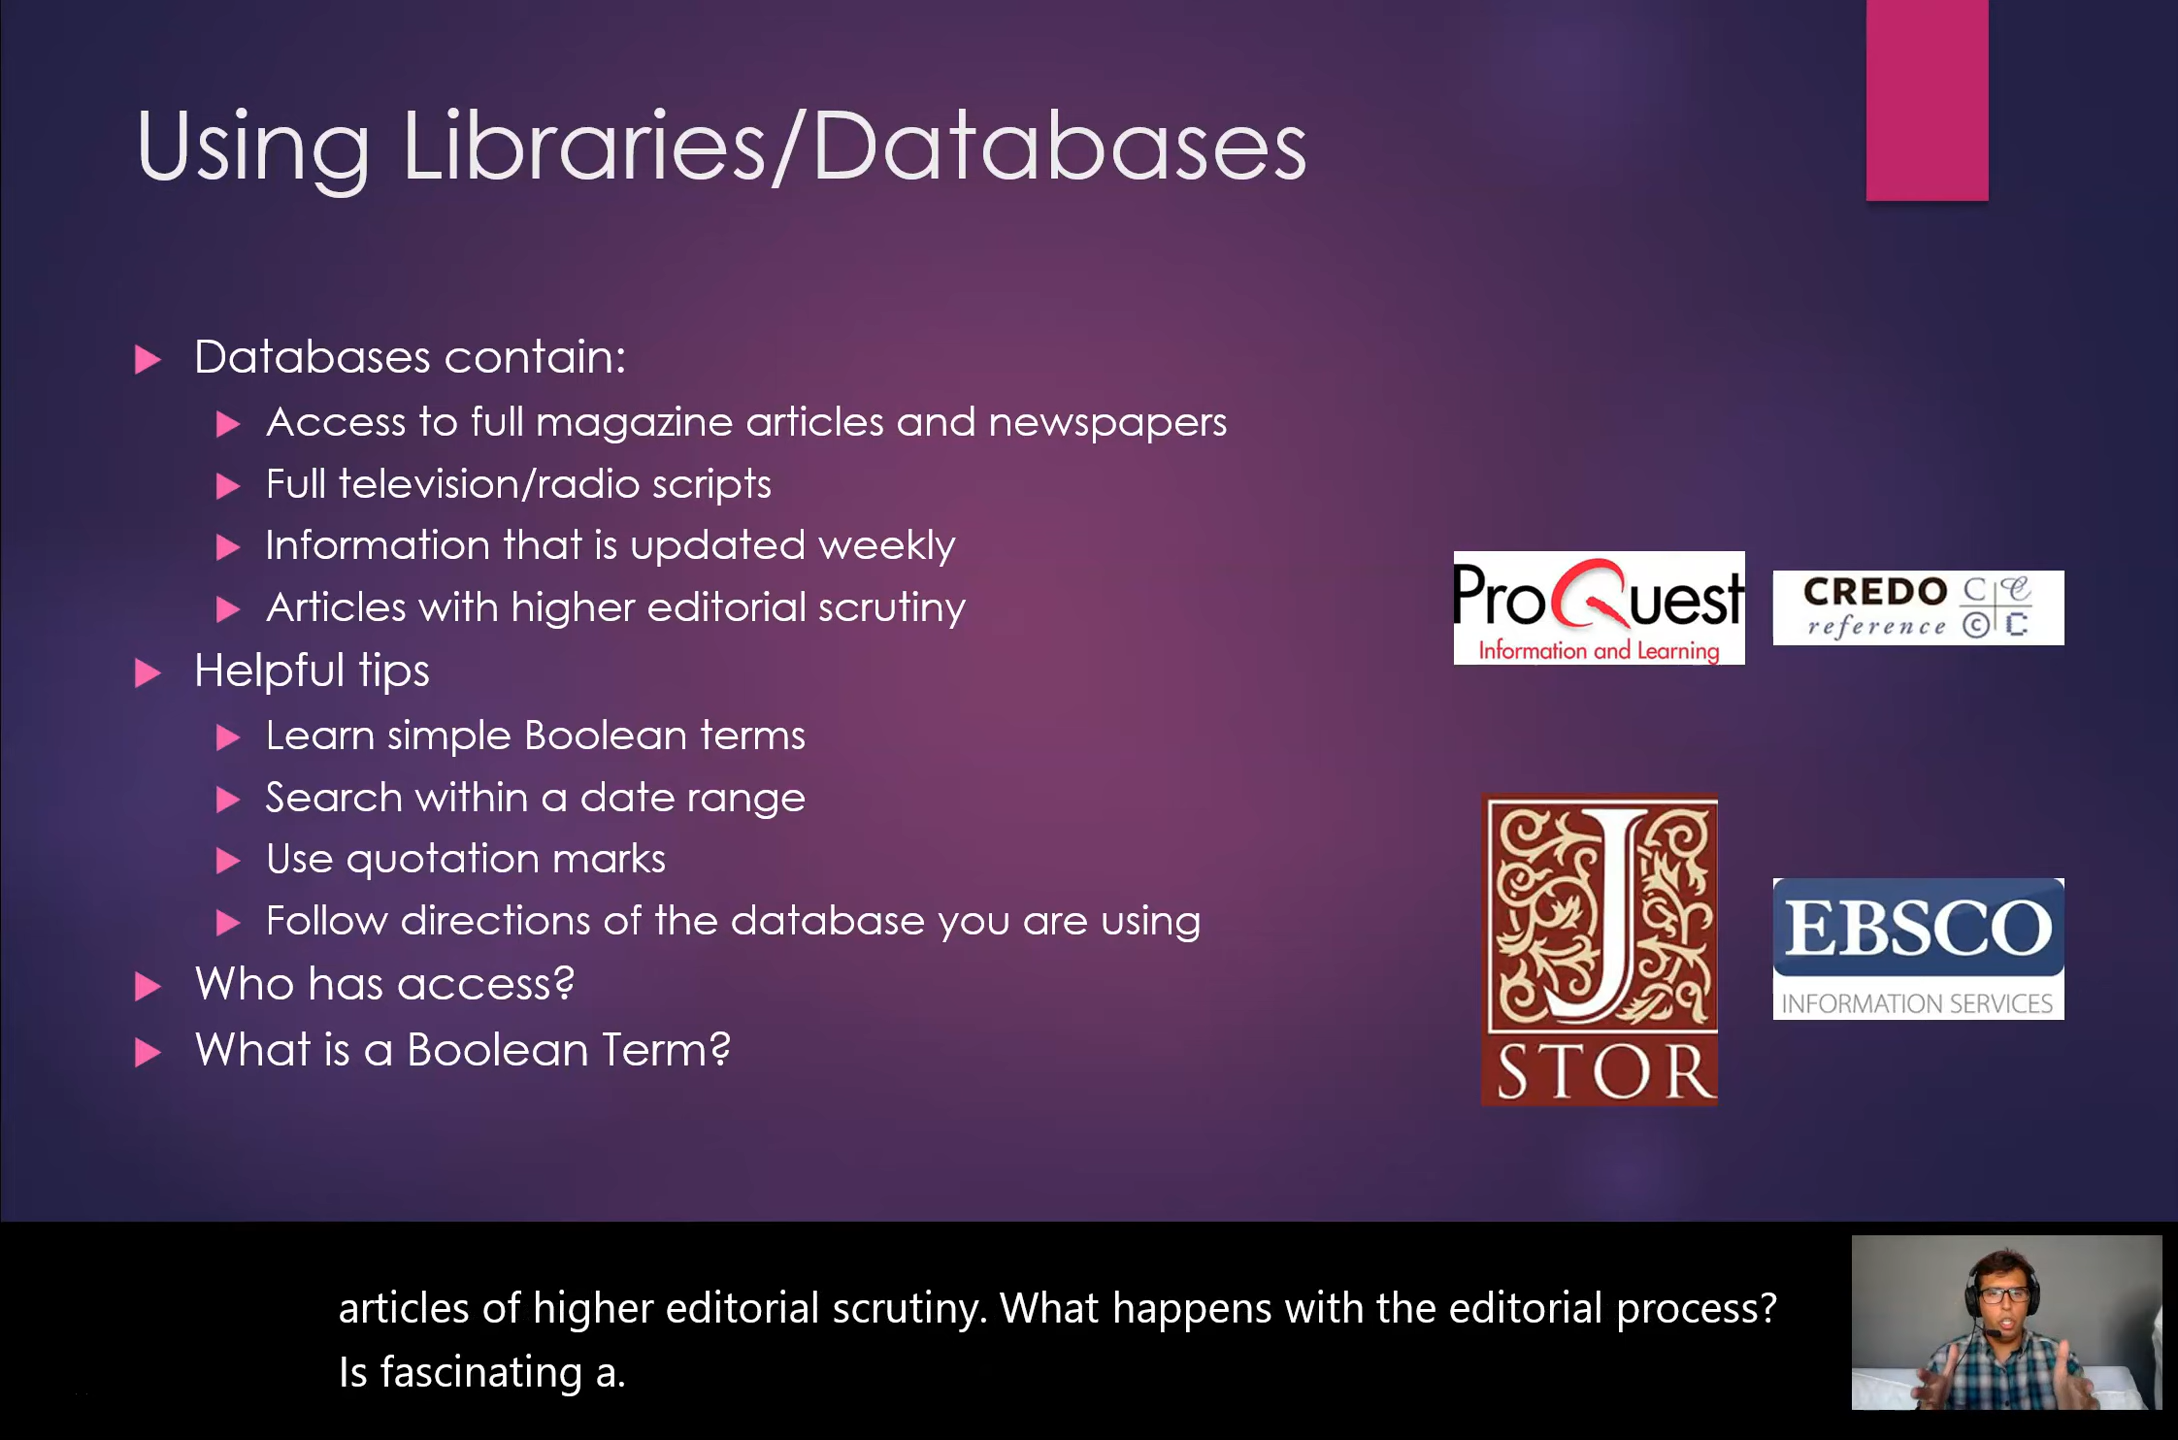 Using Libraries/Databases
Databases contain:
Access to full magazine articles and newspapers
Full television/radio scripts
Information that is updated weekly
Articles with higher editorial scrutiny
Helpful tips
Learn simple Boolean terms
Search within a date range
Use quotation marks
Follow directions of the database you are using
Who has access?
What is a Boolean Term?
ProQuest
Information and Learning
CREDO
reference
J
STOR
EBSCO
INFORMATION SERVICES
articles of higher editorial scrutiny. What happens with the editorial process?
Is fascinating a.